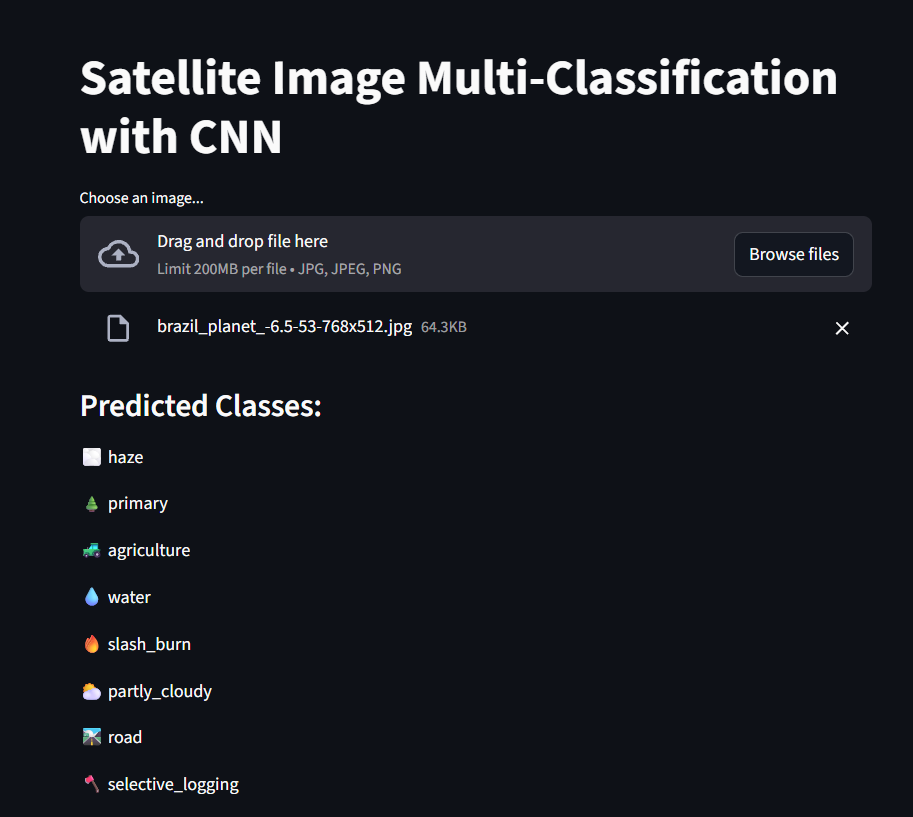 Satellite Image Multi-Classification
with CNN
Choose an image...
Drag and drop file here
Limit 200MB per file • JPG, JPEG, PNG
Browse files
brazil_planet_-6.5-53-768x512.jpg 64.3KB
Predicted Classes:
haze
primary
agriculture
water
slash_burn
partly_cloudy
road
selective_logging